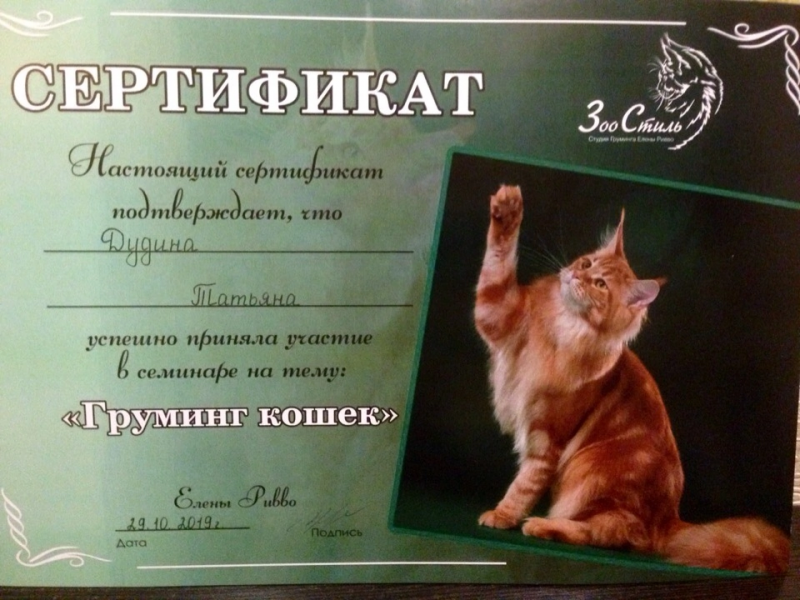 СЕРТИФИКАТ
ЗооСтиль
Студия Груминга Елены Ривво
Настоящий сертификат
подтверждает, что
Дудина
Татьяна
успешно приняла участие
в семинаре на тему:
«Груминг кошек»
Елены Ривво
29.10.2019г
Дата
Подпись